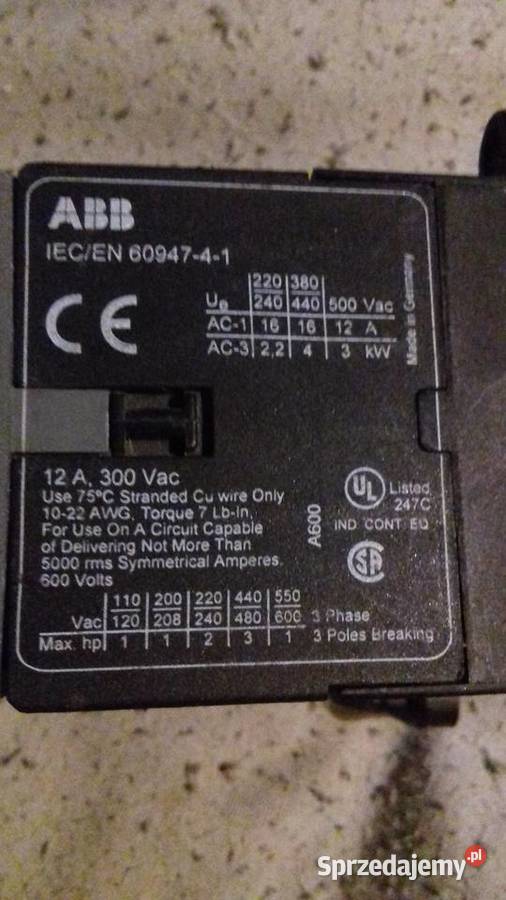 ABB
IEC/EN 60947-4-1
CE
220 380
Ue 240 440 500 Vac
AC-1 16 16 12 A
AC-3 2,2 4 3 kW
Made in Germany
12 A, 300 Vac
Use 75°C Stranded Cu wire Only
10-22 AWG, Torque 7 Lb-In,
For Use On A Circuit Capable
of Delivering Not More Than
5000 rms Symmetrical Amperes.
600 Volts
A600
UL Listed
247C
IND CONT EQ
SA
110 200 220 440 550
Vac 120 208 240 480 600 3 Phase
Max. hp 1 1 2 3 1 3 Poles Breaking
Sprzedajemy.pl